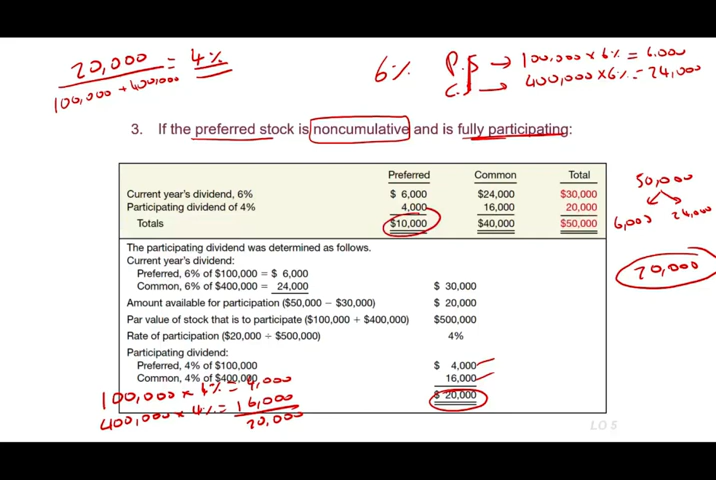 20,000 = 4%
100,000 + 400,000
6%
P.S → 100,000 x 6% = 6,000
C.S → 400,000 x 6% = 24,000
3. If the preferred stock is noncumulative and is fully participating:
Preferred Common Total
Current year's dividend, 6% $ 6,000 $24,000 $30,000
Participating dividend of 4% 4,000 16,000 20,000
Totals $10,000 $40,000 $50,000
50,000
6,000 24,000
20,000
The participating dividend was determined as follows.
Current year's dividend:
Preferred, 6% of $100,000 = $ 6,000
Common, 6% of $400,000 = 24,000 $ 30,000
Amount available for participation ($50,000 − $30,000) $ 20,000
Par value of stock that is to participate ($100,000 + $400,000) $500,000
Rate of participation ($20,000 ÷ $500,000) 4%
Participating dividend:
Preferred, 4% of $100,000 $ 4,000
Common, 4% of $400,000 16,000
$ 20,000
100,000 x 4% = 4,000
400,000 x 4% = 16,000
20,000
LO 5